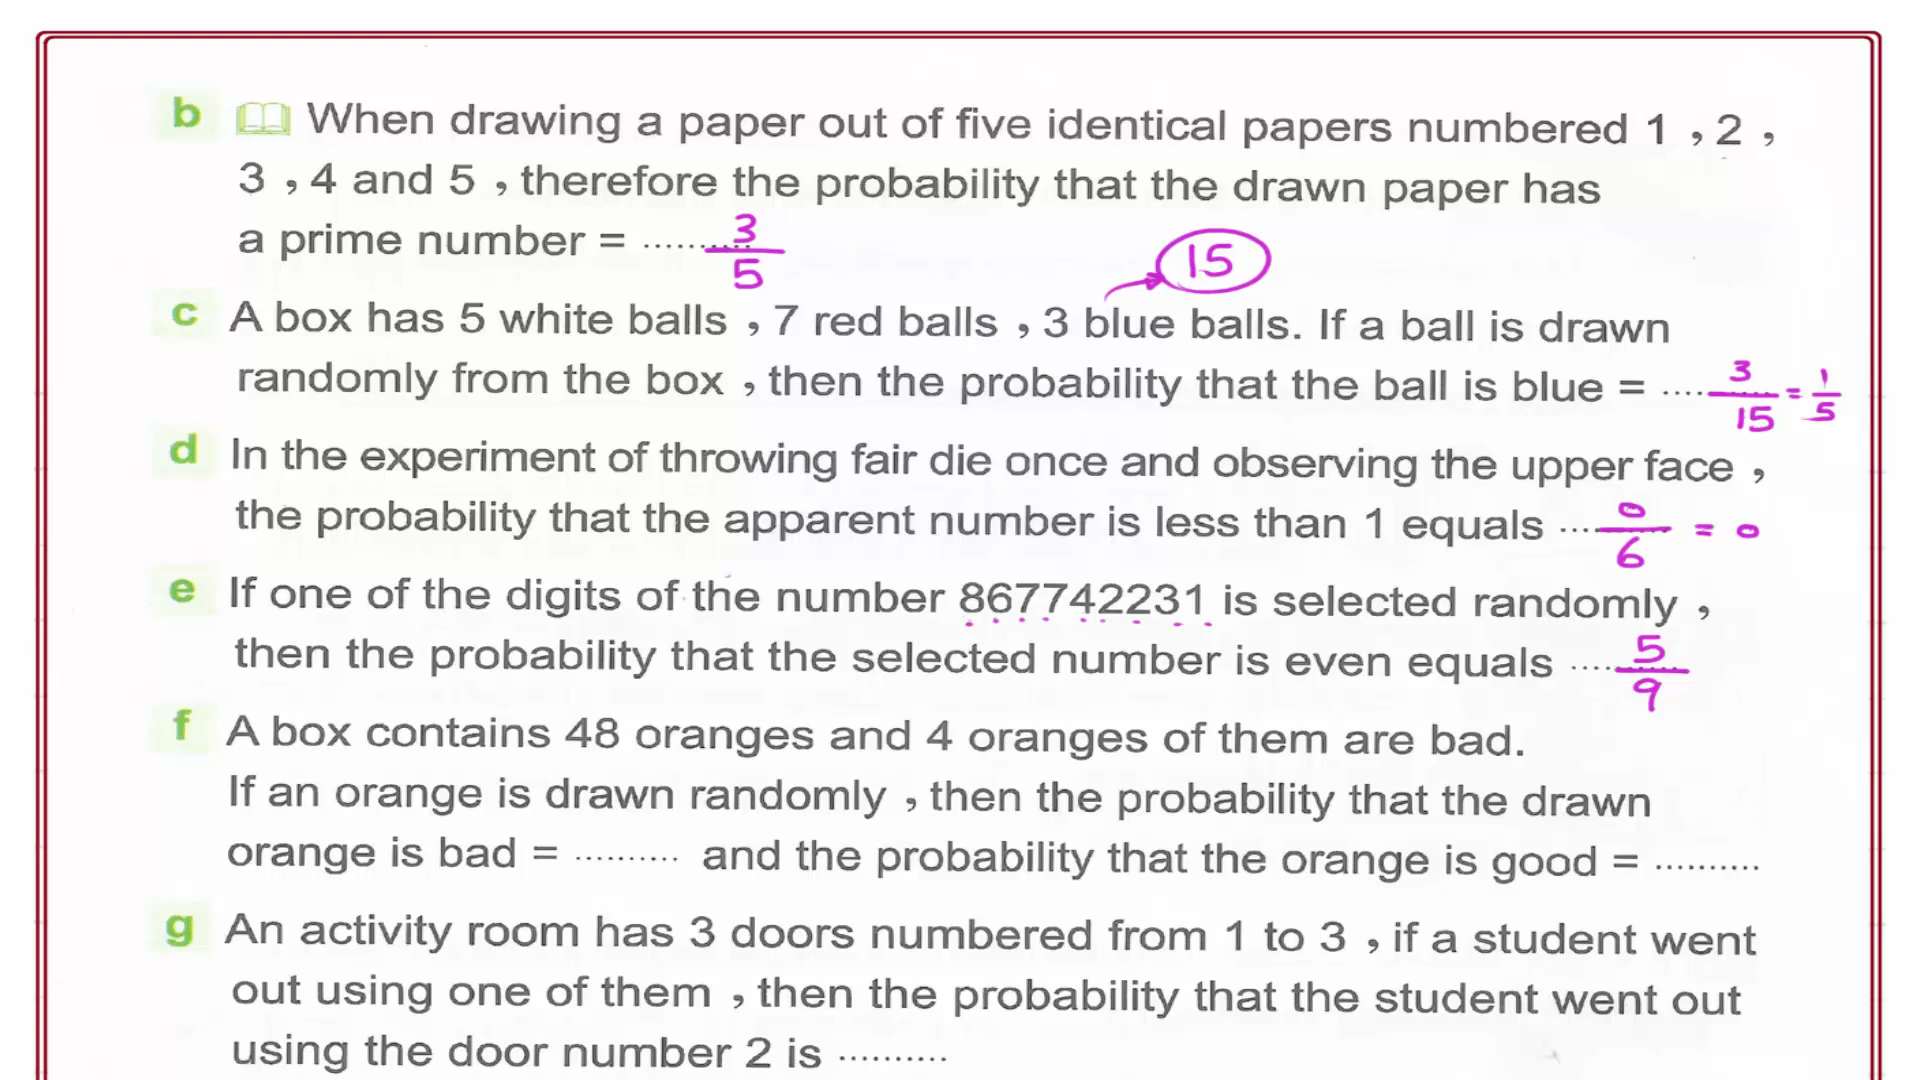 b When drawing a paper out of five identical papers numbered 1 , 2 ,
3 , 4 and 5 , therefore the probability that the drawn paper has
a prime number = .......... 3/5
15
c A box has 5 white balls , 7 red balls , 3 blue balls. If a ball is drawn
randomly from the box , then the probability that the ball is blue = .......... 3/15 = 1/5
d In the experiment of throwing fair die once and observing the upper face ,
the probability that the apparent number is less than 1 equals .......... 0/6 = 0
e If one of the digits of the number 867742231 is selected randomly ,
then the probability that the selected number is even equals .......... 5/9
f A box contains 48 oranges and 4 oranges of them are bad.
If an orange is drawn randomly , then the probability that the drawn
orange is bad = .......... and the probability that the orange is good = ..........
g An activity room has 3 doors numbered from 1 to 3 , if a student went
out using one of them , then the probability that the student went out
using the door number 2 is ..........